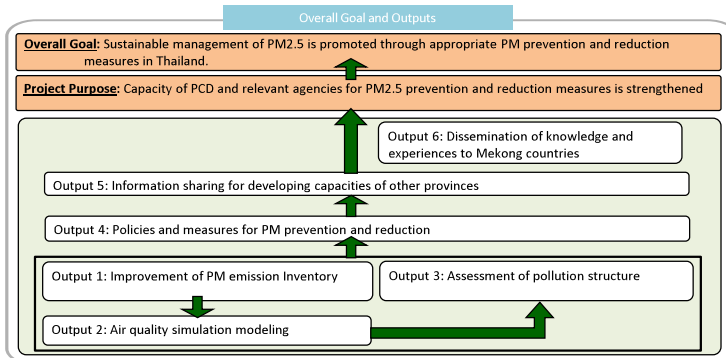 Overall Goal and Outputs
Overall Goal: Sustainable management of PM2.5 is promoted through appropriate PM prevention and reduction
measures in Thailand.
Project Purpose: Capacity of PCD and relevant agencies for PM2.5 prevention and reduction measures is strengthened
Output 6: Dissemination of knowledge and
experiences to Mekong countries
Output 5: Information sharing for developing capacities of other provinces
Output 4: Policies and measures for PM prevention and reduction
Output 1: Improvement of PM emission Inventory
Output 3: Assessment of pollution structure
Output 2: Air quality simulation modeling